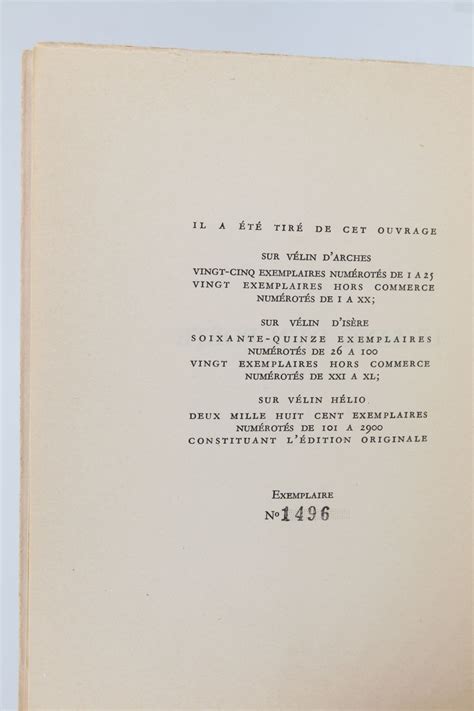 IL A ÉTÉ TIRÉ DE CET OUVRAGE
SUR VÉLIN D'ARCHES
VINGT-CINQ EXEMPLAIRES NUMÉROTÉS DE 1 A 25
VINGT EXEMPLAIRES HORS COMMERCE
NUMÉROTÉS DE I A XX;
SUR VÉLIN D'ISÈRE
SOIXANTE-QUINZE EXEMPLAIRES
NUMÉROTÉS DE 26 A 100
VINGT EXEMPLAIRES HORS COMMERCE
NUMÉROTÉS DE XXI A XL;
SUR VÉLIN HÉLIO
DEUX MILLE HUIT CENT EXEMPLAIRES
NUMÉROTÉS DE 101 A 2900
CONSTITUANT L'ÉDITION ORIGINALE
EXEMPLAIRE
Nº 1496